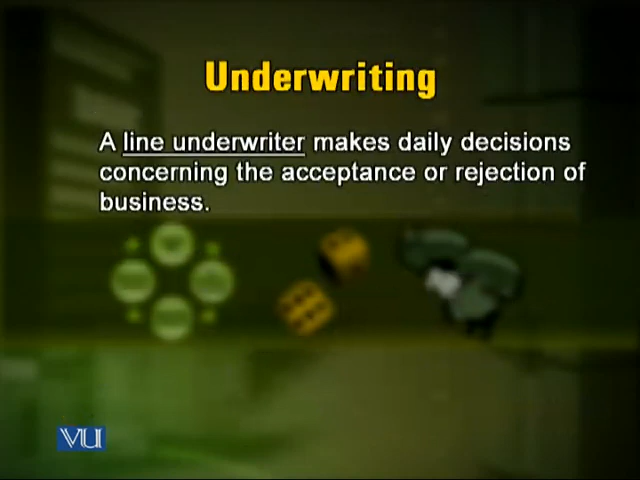 Underwriting
A line underwriter makes daily decisions
concerning the acceptance or rejection of
business.
VU